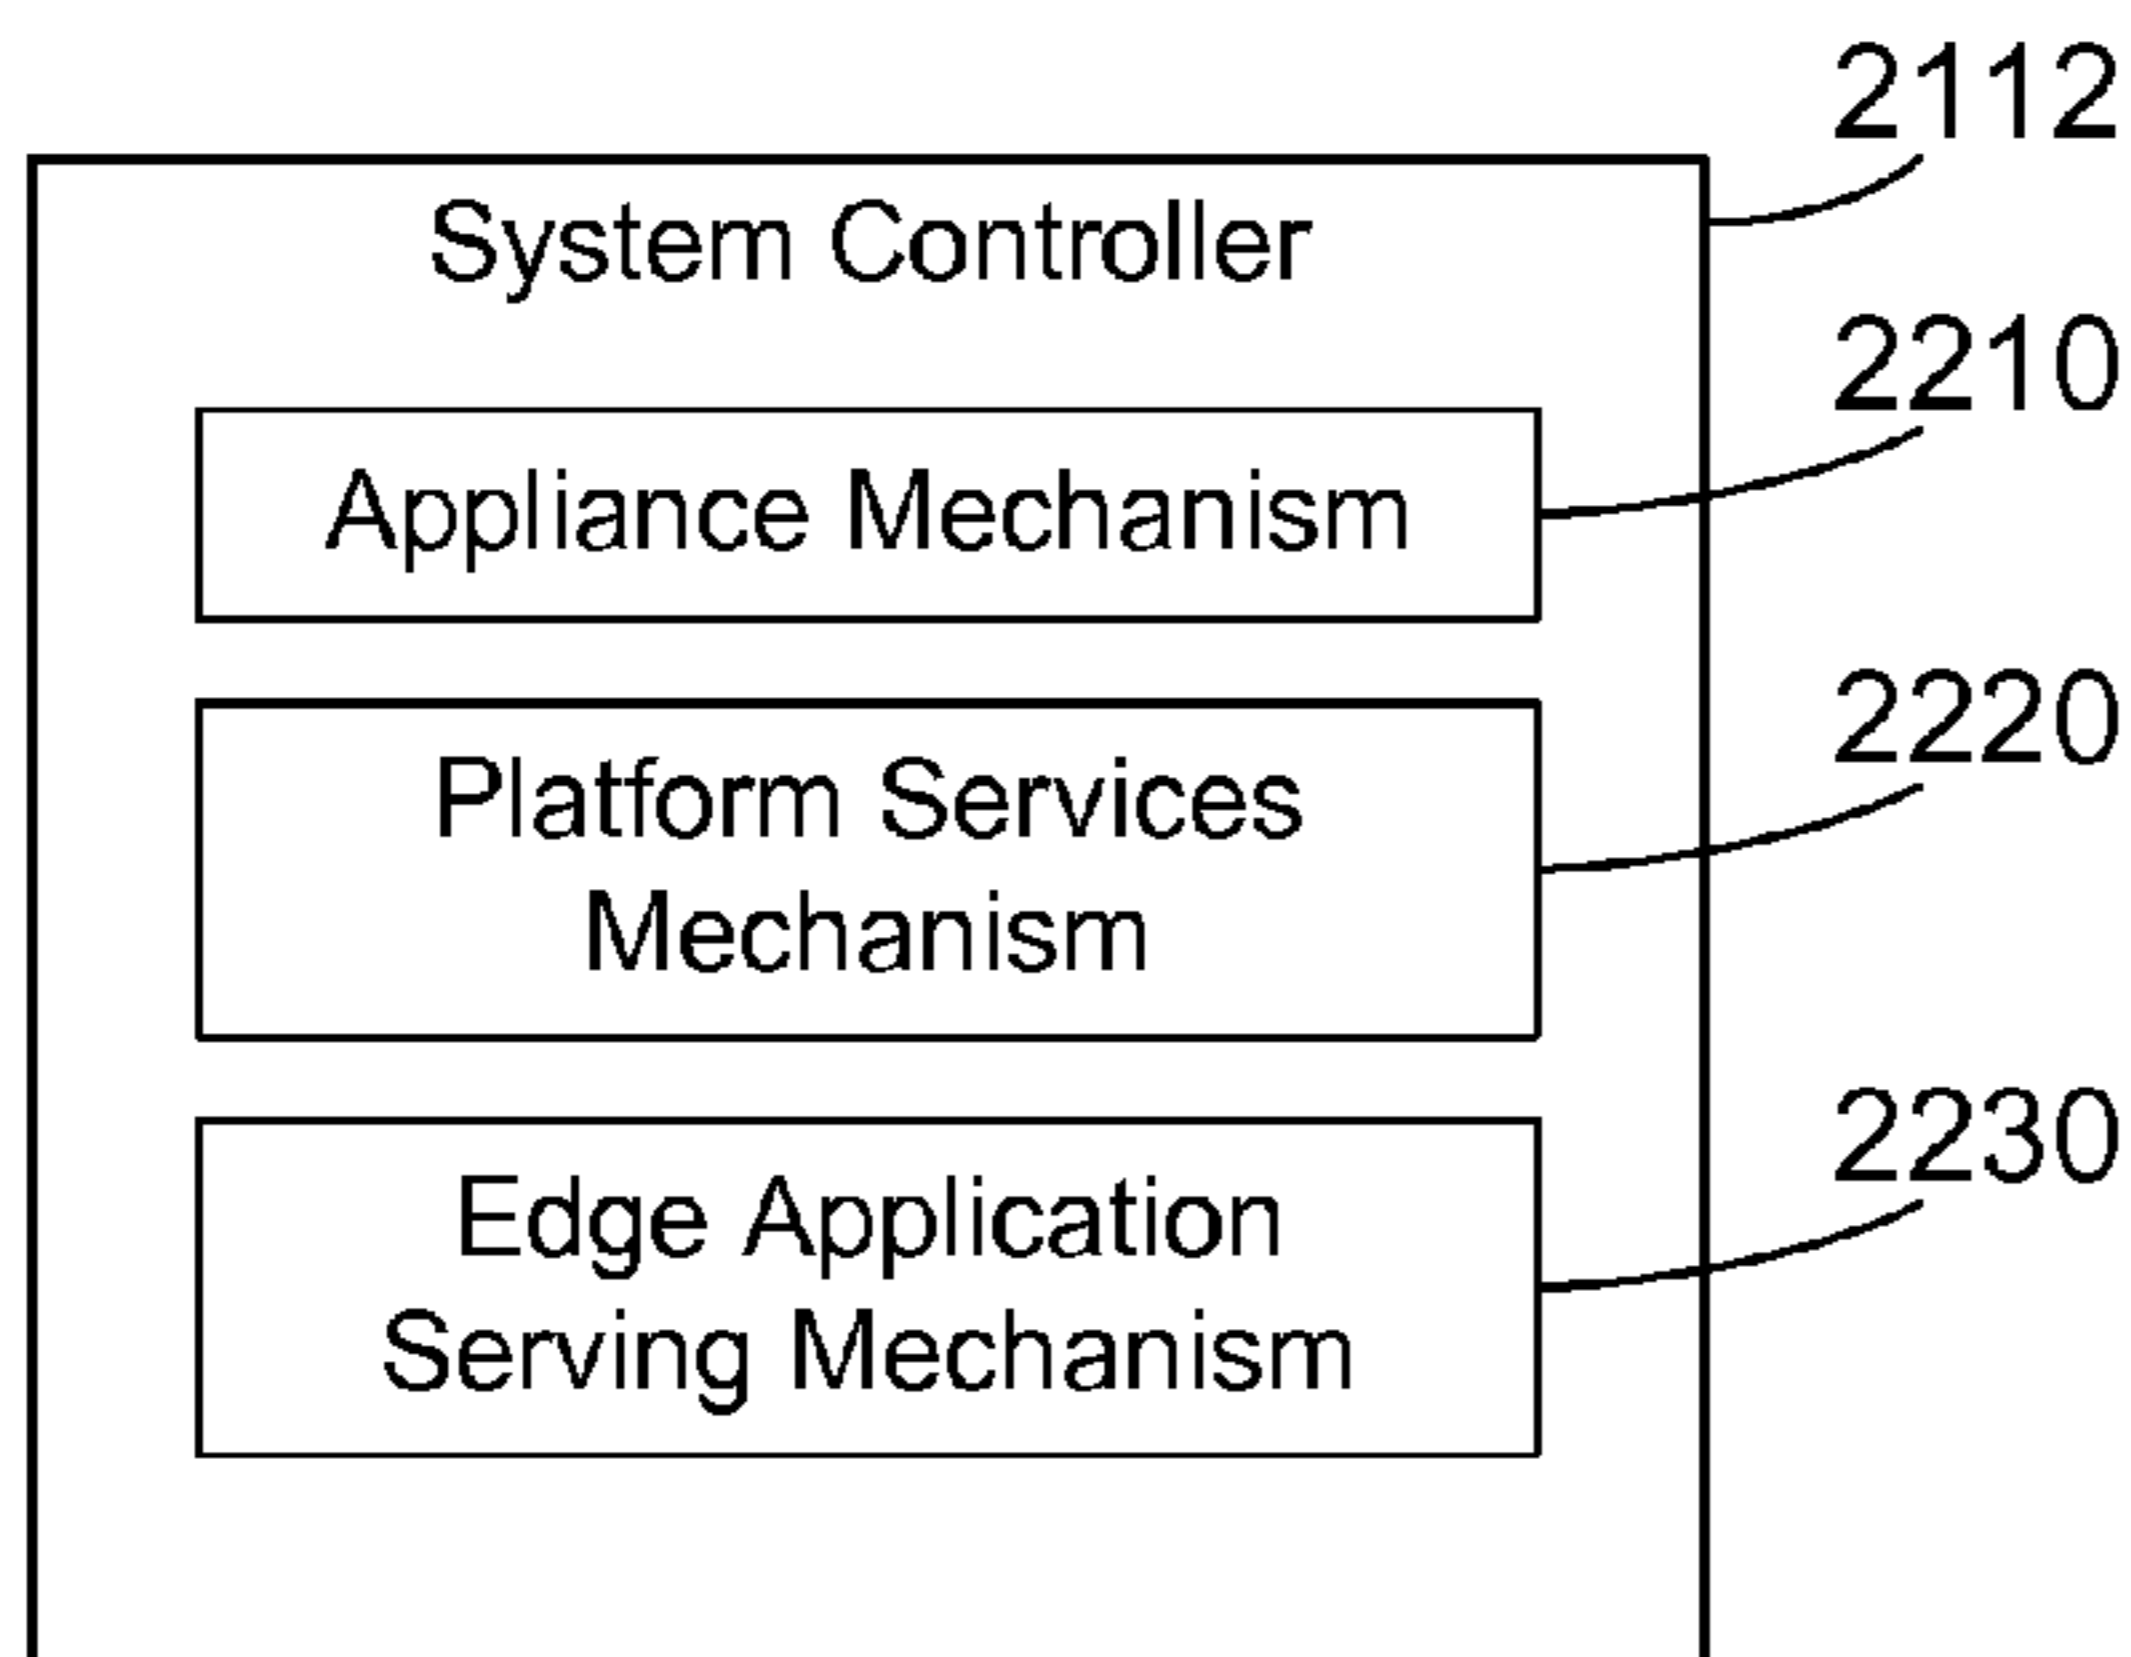 2112
System Controller
2210
Appliance Mechanism
2220
Platform Services
Mechanism
2230
Edge Application
Serving Mechanism